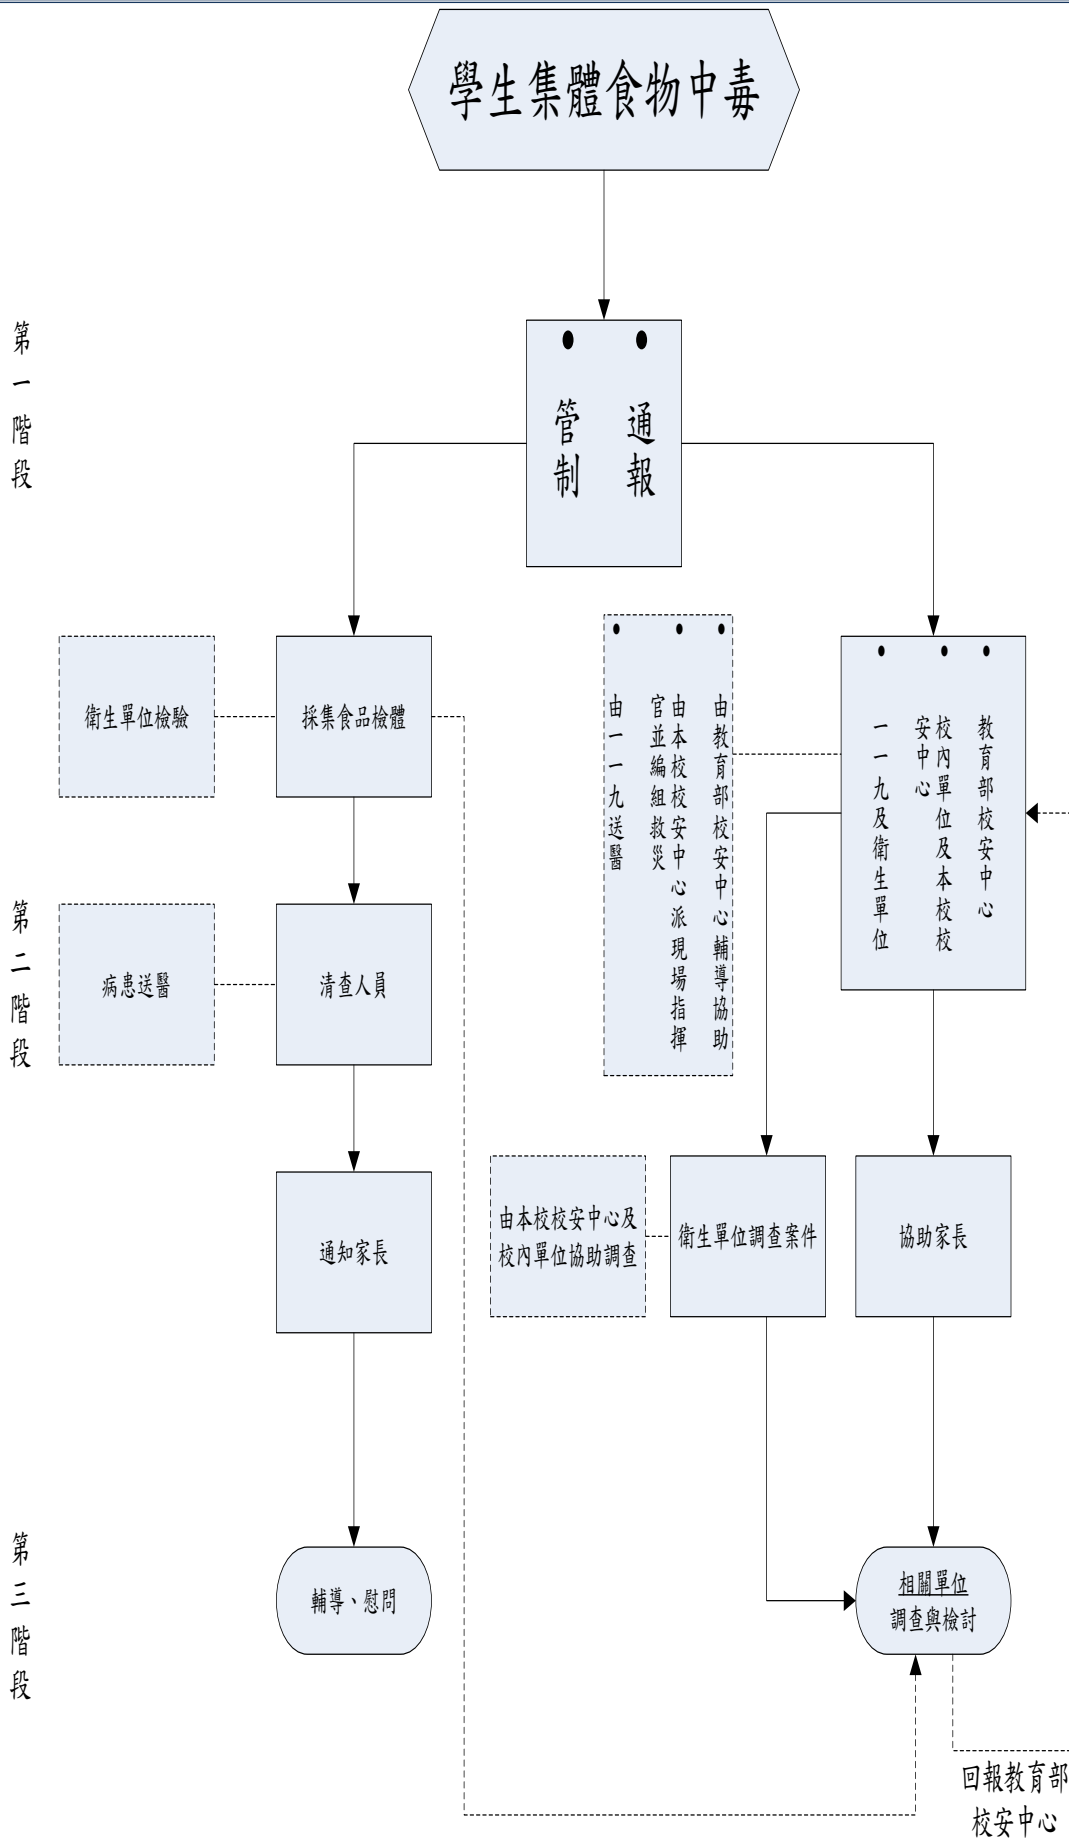 學生集體食物中毒
第一階段
通報
管制
衛生單位檢驗
採集食品檢體
由教育部校安中心輔導協助
由本校校安中心派現場指揮
官並編組救災
由一一九送醫
教育部校安中心
校內單位及本校校
安中心
一一九及衛生單位
第二階段
病患送醫
清查人員
通知家長
由本校校安中心及
校內單位協助調查
衛生單位調查案件
協助家長
第三階段
輔導、慰問
相關單位
調查與檢討
回報教育部
校安中心